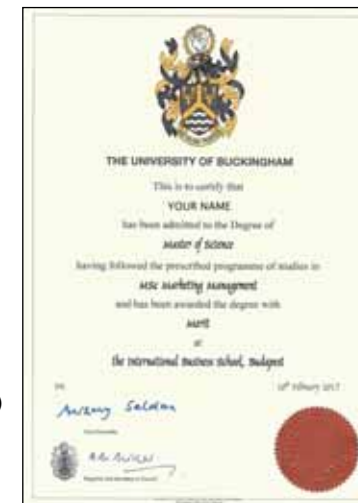 THE UNIVERSITY OF BUCKINGHAM
This is to certify that
YOUR NAME
has been admitted to the Degree of
Master of Science
having followed the prescribed programme of studies in
MSc Marketing Management
and has been awarded the degree with
Merit
at
the International Business School, Budapest
Anthony Seldon